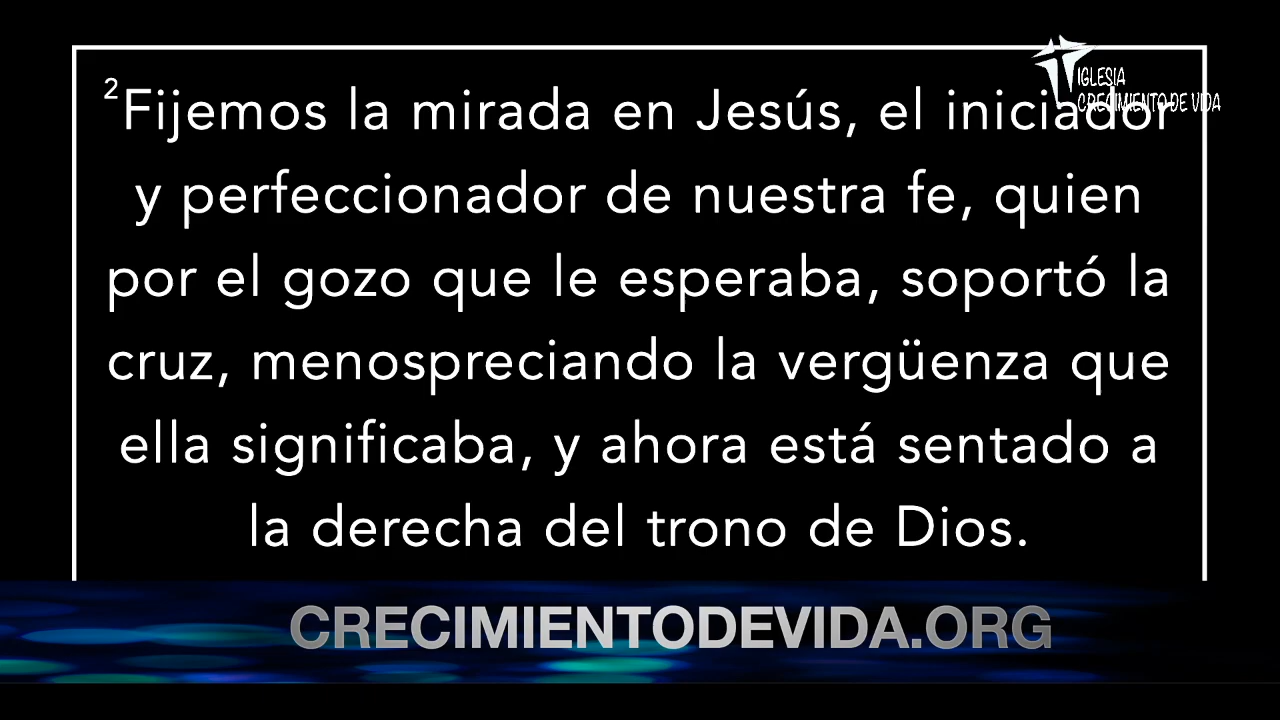 IGLESIA
CRECIMIENTO DE VIDA
²Fijemos la mirada en Jesús, el iniciador
y perfeccionador de nuestra fe, quien
por el gozo que le esperaba, soportó la
cruz, menospreciando la vergüenza que
ella significaba, y ahora está sentado a
la derecha del trono de Dios.
CRECIMIENTODEVIDA.ORG